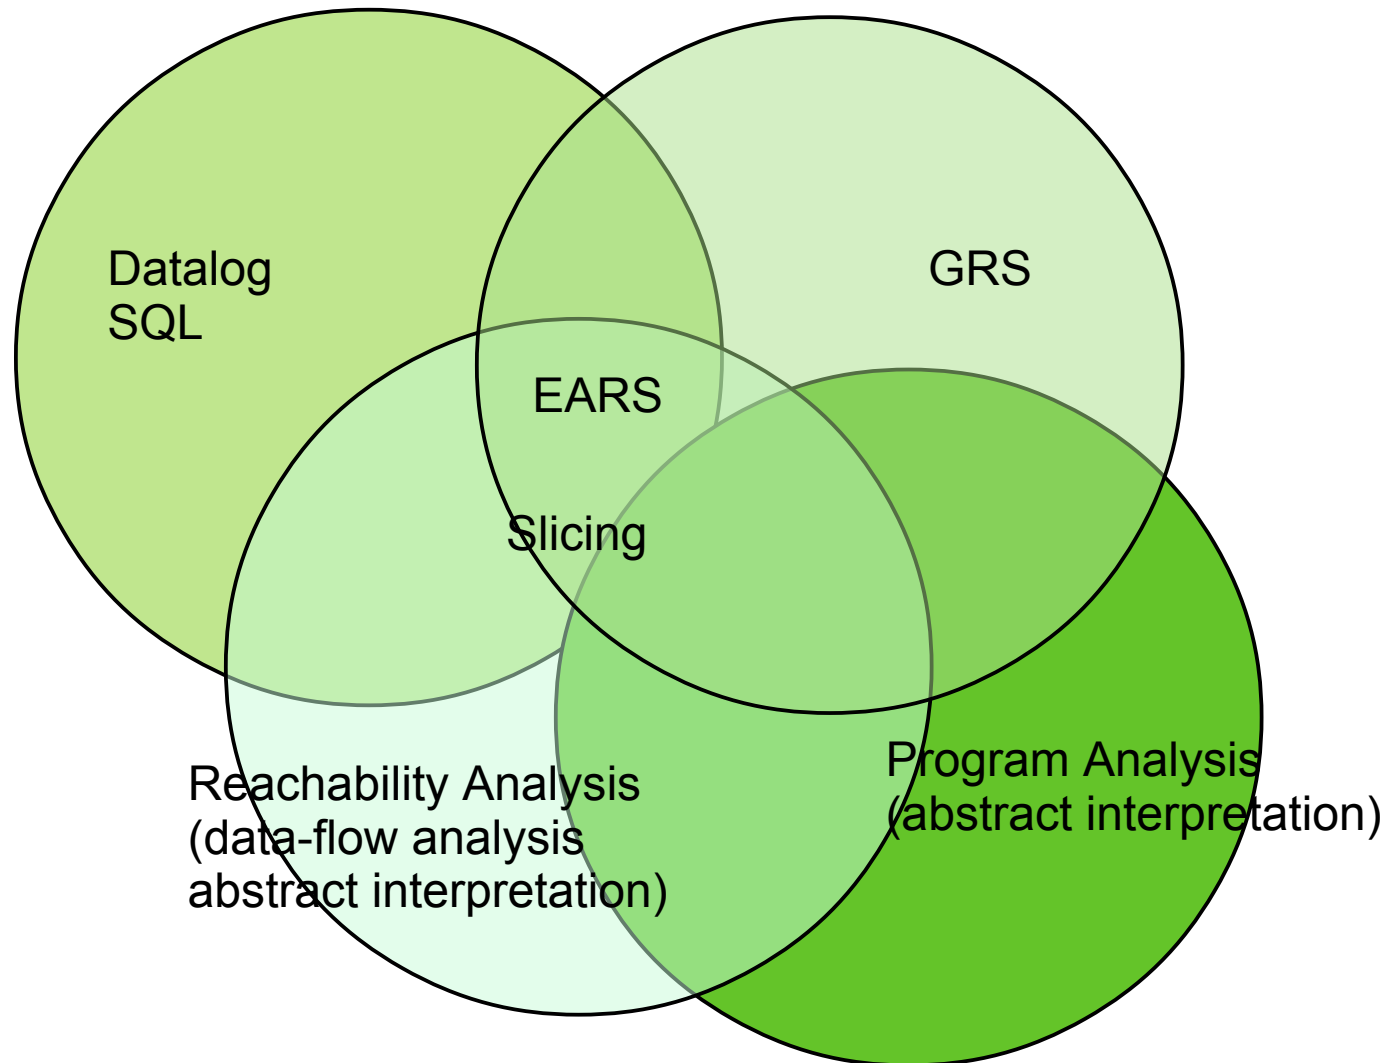 Datalog
SQL
GRS
EARS
Slicing
Reachability Analysis
(data-flow analysis
abstract interpretation)
Program Analysis
(abstract interpretation)